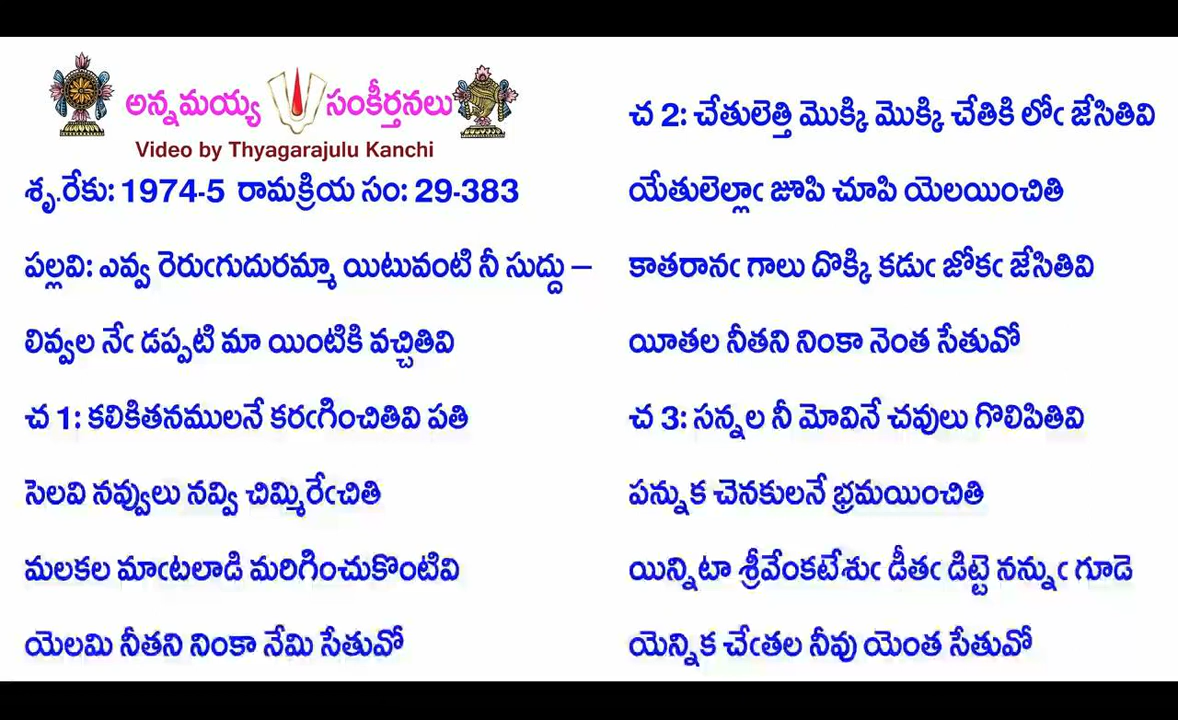 అన్నమయ్య సంకీర్తనలు
Video by Thyagarajulu Kanchi
శృ.రేకు: 1974-5 రామక్రియ సం: 29-383
పల్లవి: ఎవ్వ రెరుఁగుదురమ్మా యిటువంటి నీ సుద్దు –
లివ్వల నేఁ డప్పటి మా యింటికి వచ్చితివి
చ 1: కలికితనములనే కరఁగించితివి పతి
సెలవి నవ్వులు నవ్వి చిమ్మిరేఁచితి
మలకల మాఁటలాడి మరిగించుకొంటివి
యెలమి నీతని నింకా నేమి సేతువో
చ 2: చేతులెత్తి మొక్కి మొక్కి చేతికి లోఁ జేసితివి
యేతులెల్లాఁ జూపి చూపి యెలయించితి
కాతరానఁ గాలు దొక్కి కడుఁ జోకఁ జేసితివి
యీతల నీతని నింకా నెంత సేతువో
చ 3: సన్నల నీ మోవినే చవులు గొలిపితివి
పన్నుక చెనకులనే భ్రమయించితి
యిన్నిటా శ్రీవేంకటేశుఁ డీతఁ డిట్టె నన్నుఁ గూడె
యెన్నిక చేఁతల నీవు యెంత సేతువో